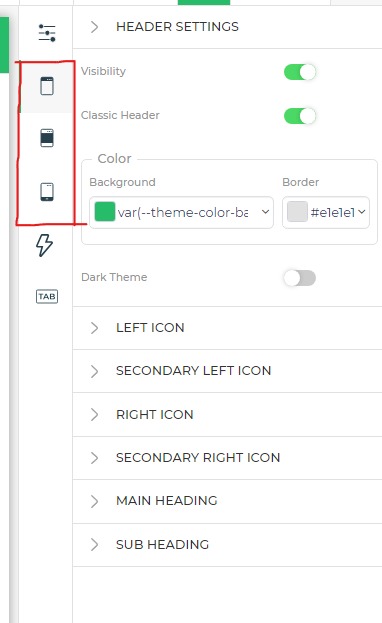 HEADER SETTINGS
Visibility
Classic Header
Color
Background
Border
var(--theme-color-ba
#e1e1e1
Dark Theme
TAB
LEFT ICON
SECONDARY LEFT ICON
RIGHT ICON
SECONDARY RIGHT ICON
MAIN HEADING
SUB HEADING